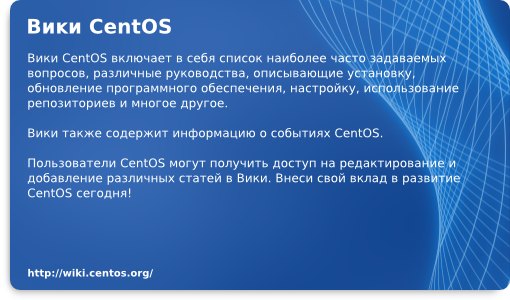 Вики CentOS
Вики CentOS включает в себя список наиболее часто задаваемых
вопросов, различные руководства, описывающие установку,
обновление программного обеспечения, настройку, использование
репозиториев и многое другое.
Вики также содержит информацию о событиях CentOS.
Пользователи CentOS могут получить доступ на редактирование и
добавление различных статей в Вики. Внеси свой вклад в развитие
CentOS сегодня!
http://wiki.centos.org/